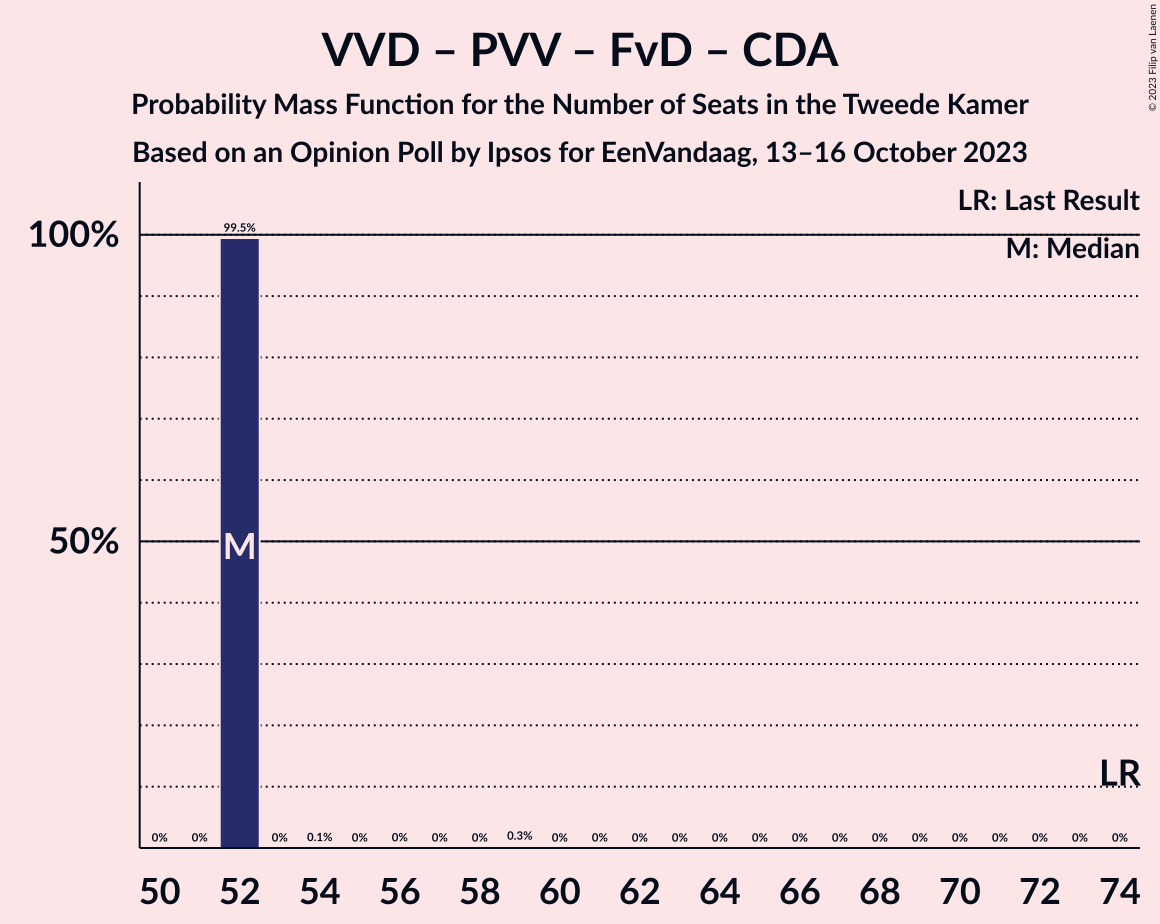 VVD – PVV – FvD – CDA
Probability Mass Function for the Number of Seats in the Tweede Kamer
Based on an Opinion Poll by Ipsos for EenVandaag, 13–16 October 2023
© 2023 Filip van Laenen
LR: Last Result
M: Median
100%
99.5%
50%
M
LR
0% 0% 0% 0.1% 0% 0% 0% 0% 0.3% 0% 0% 0% 0% 0% 0% 0% 0% 0% 0% 0% 0% 0% 0% 0%
50 52 54 56 58 60 62 64 66 68 70 72 74